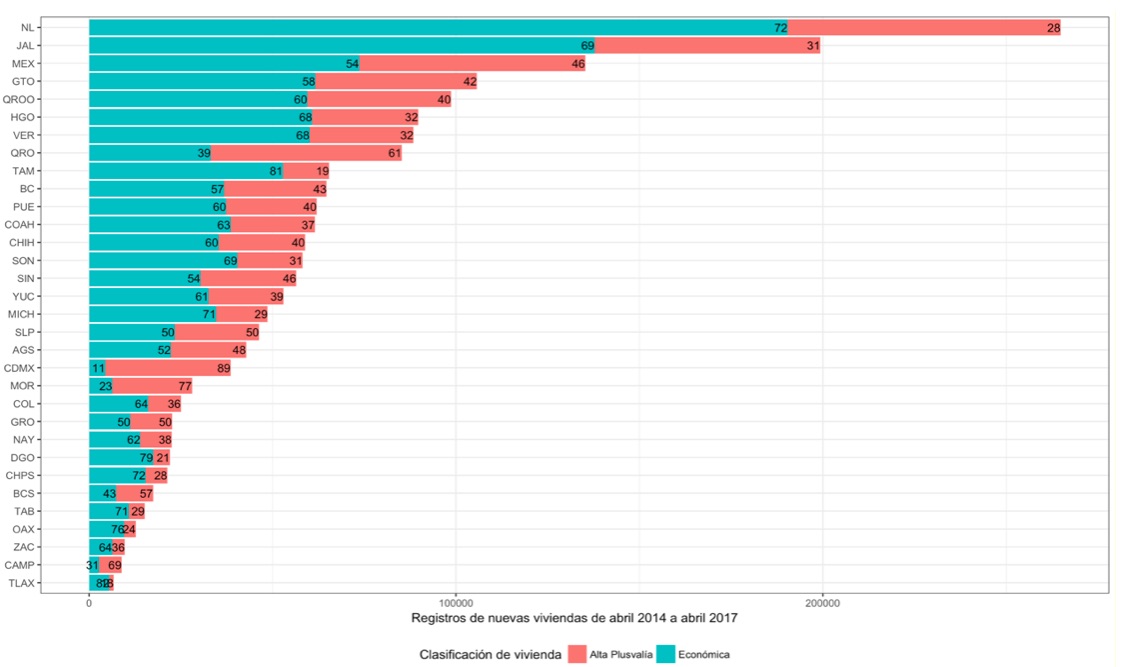 NL 72 28
JAL 69 31
MEX 54 46
GTO 58 42
QROO 60 40
HGO 68 32
VER 68 32
QRO 39 61
TAM 81 19
BC 57 43
PUE 60 40
COAH 63 37
CHIH 60 40
SON 69 31
SIN 54 46
YUC 61 39
MICH 71 29
SLP 50 50
AGS 52 48
CDMX 11 89
MOR 23 77
COL 64 36
GRO 50 50
NAY 62 38
DGO 79 21
CHPS 72 28
BCS 43 57
TAB 71 29
OAX 76 24
ZAC 64 36
CAMP 31 69
TLAX
0 100000 200000
Registros de nuevas viviendas de abril 2014 a abril 2017
Clasificación de vivienda Alta Plusvalía Económica